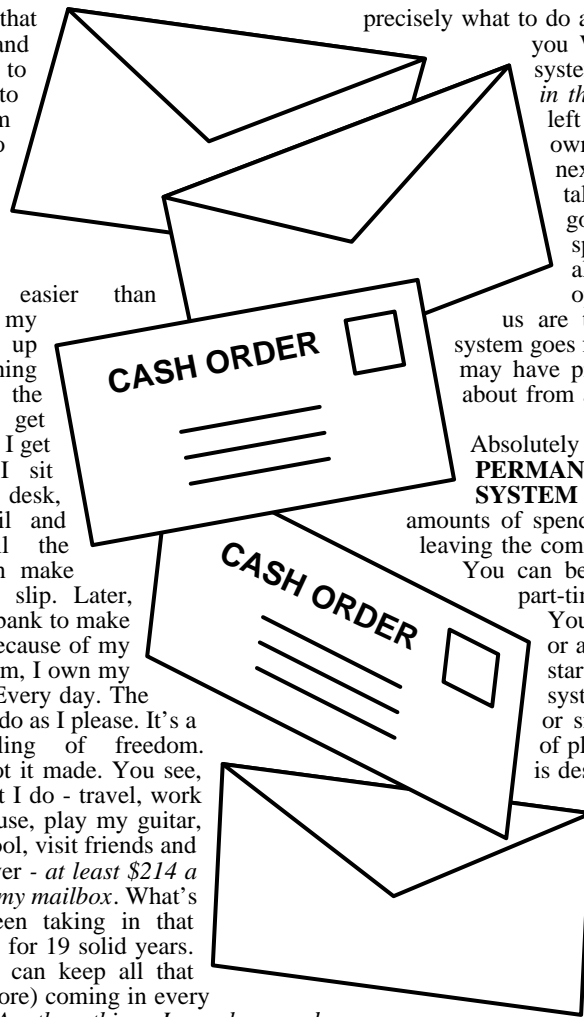 that
and
to
to
m
o
easier than
my
up
ning
the
get
I get
I sit
desk,
il and
ll the
n make
slip. Later,
bank to make
ecause of my
m, I own my
Every day. The
do as I please. It's a
ling of freedom.
ot it made. You see,
t I do - travel, work
use, play my guitar,
ool, visit friends and
ver - at least $214 a
my mailbox. What's
een taking in that
for 19 solid years.
can keep all that
ore) coming in every
CASH ORDER
CASH ORDER
precisely what to do a
you
system
in th
left
own
nex
tal
go
sp
a
o
us are t
system goes
may have p
about from
Absolutely
PERMAN
SYSTEM
amounts of spend
leaving the com
You can be
part-tim
You
or a
star
syst
or s
of pl
is des